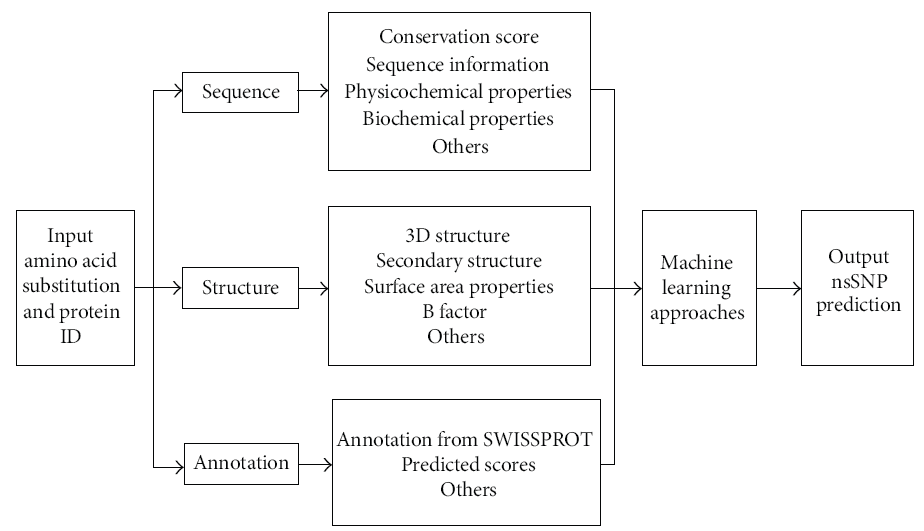 Input
amino acid
substitution
and protein
ID
Sequence
Conservation score
Sequence information
Physicochemical properties
Biochemical properties
Others
Structure
3D structure
Secondary structure
Surface area properties
B factor
Others
Annotation
Annotation from SWISSPROT
Predicted scores
Others
Machine
learning
approaches
Output
nsSNP
prediction